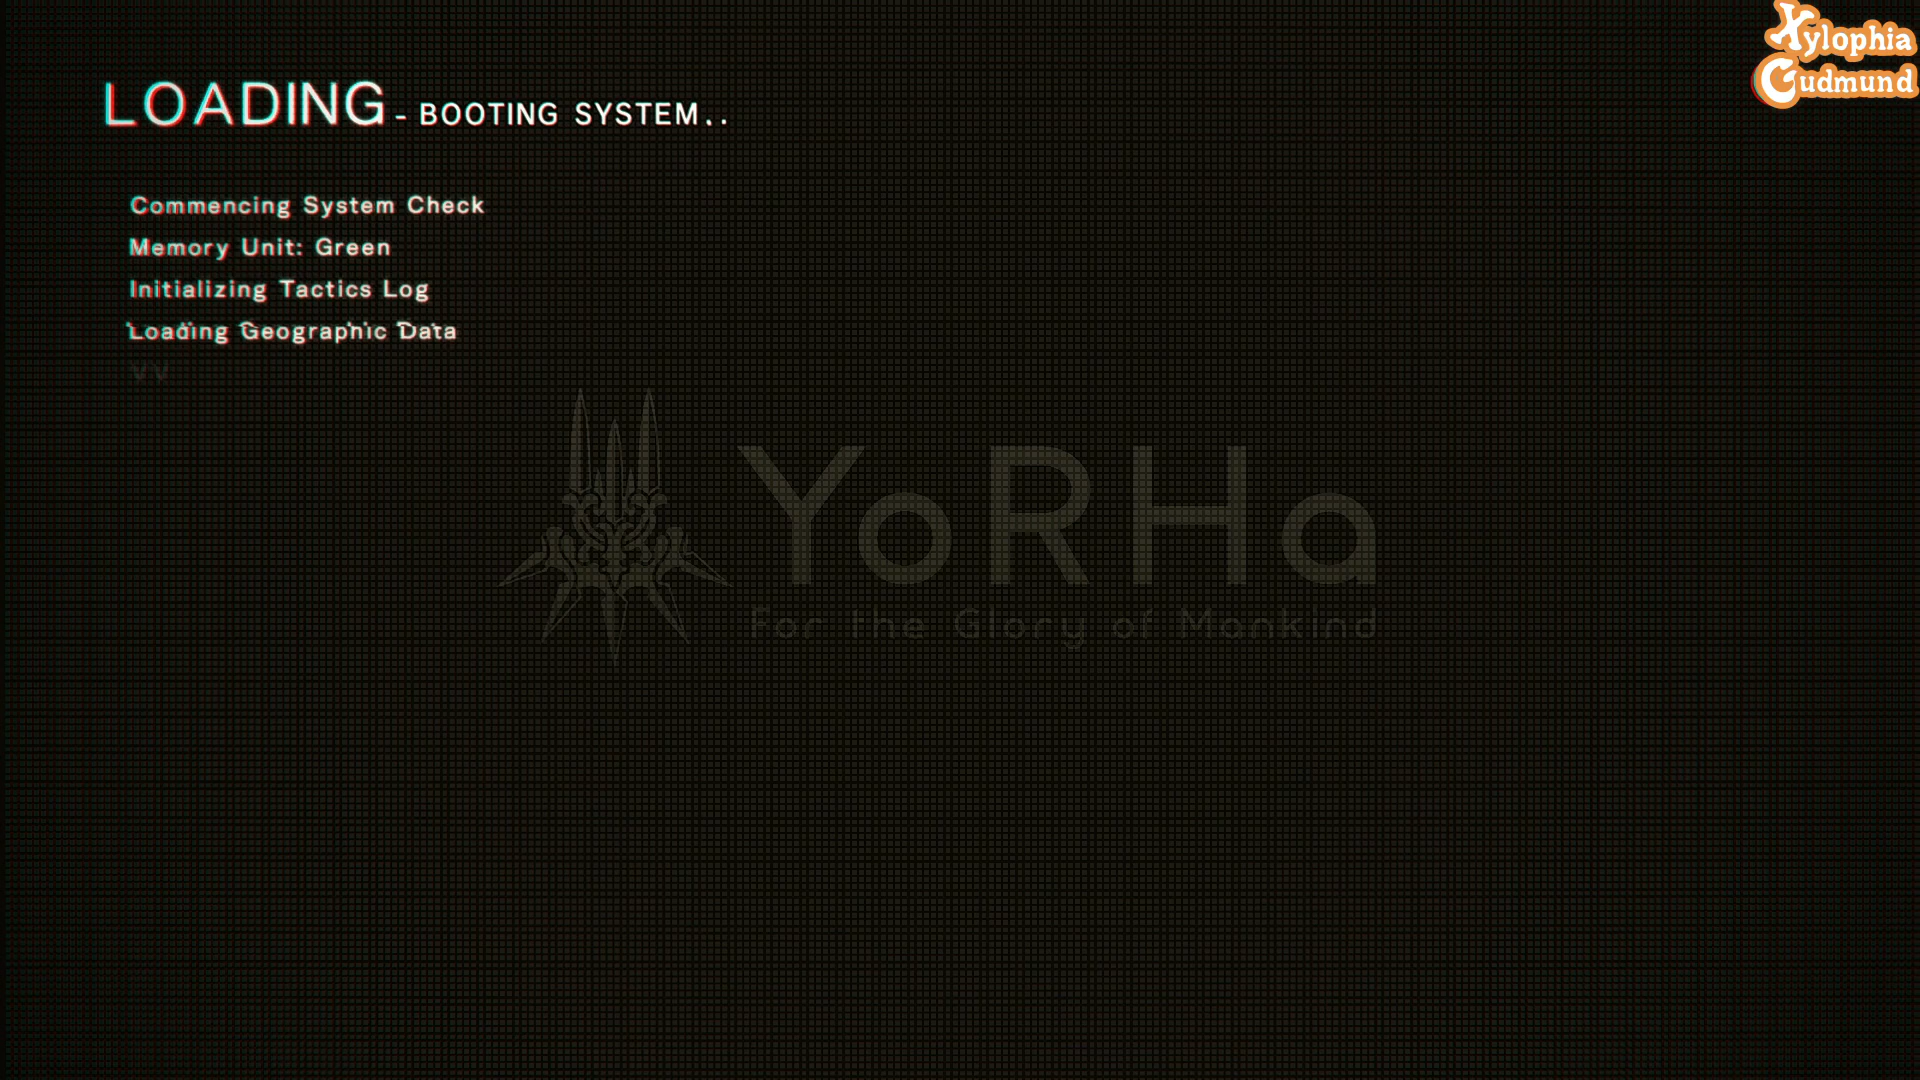 LOADING - BOOTING SYSTEM..
Commencing System Check
Memory Unit: Green
Initializing Tactics Log
Loading Geographic Data
YoRHa
For the Glory of Mankind
Xylophia
Gudmund